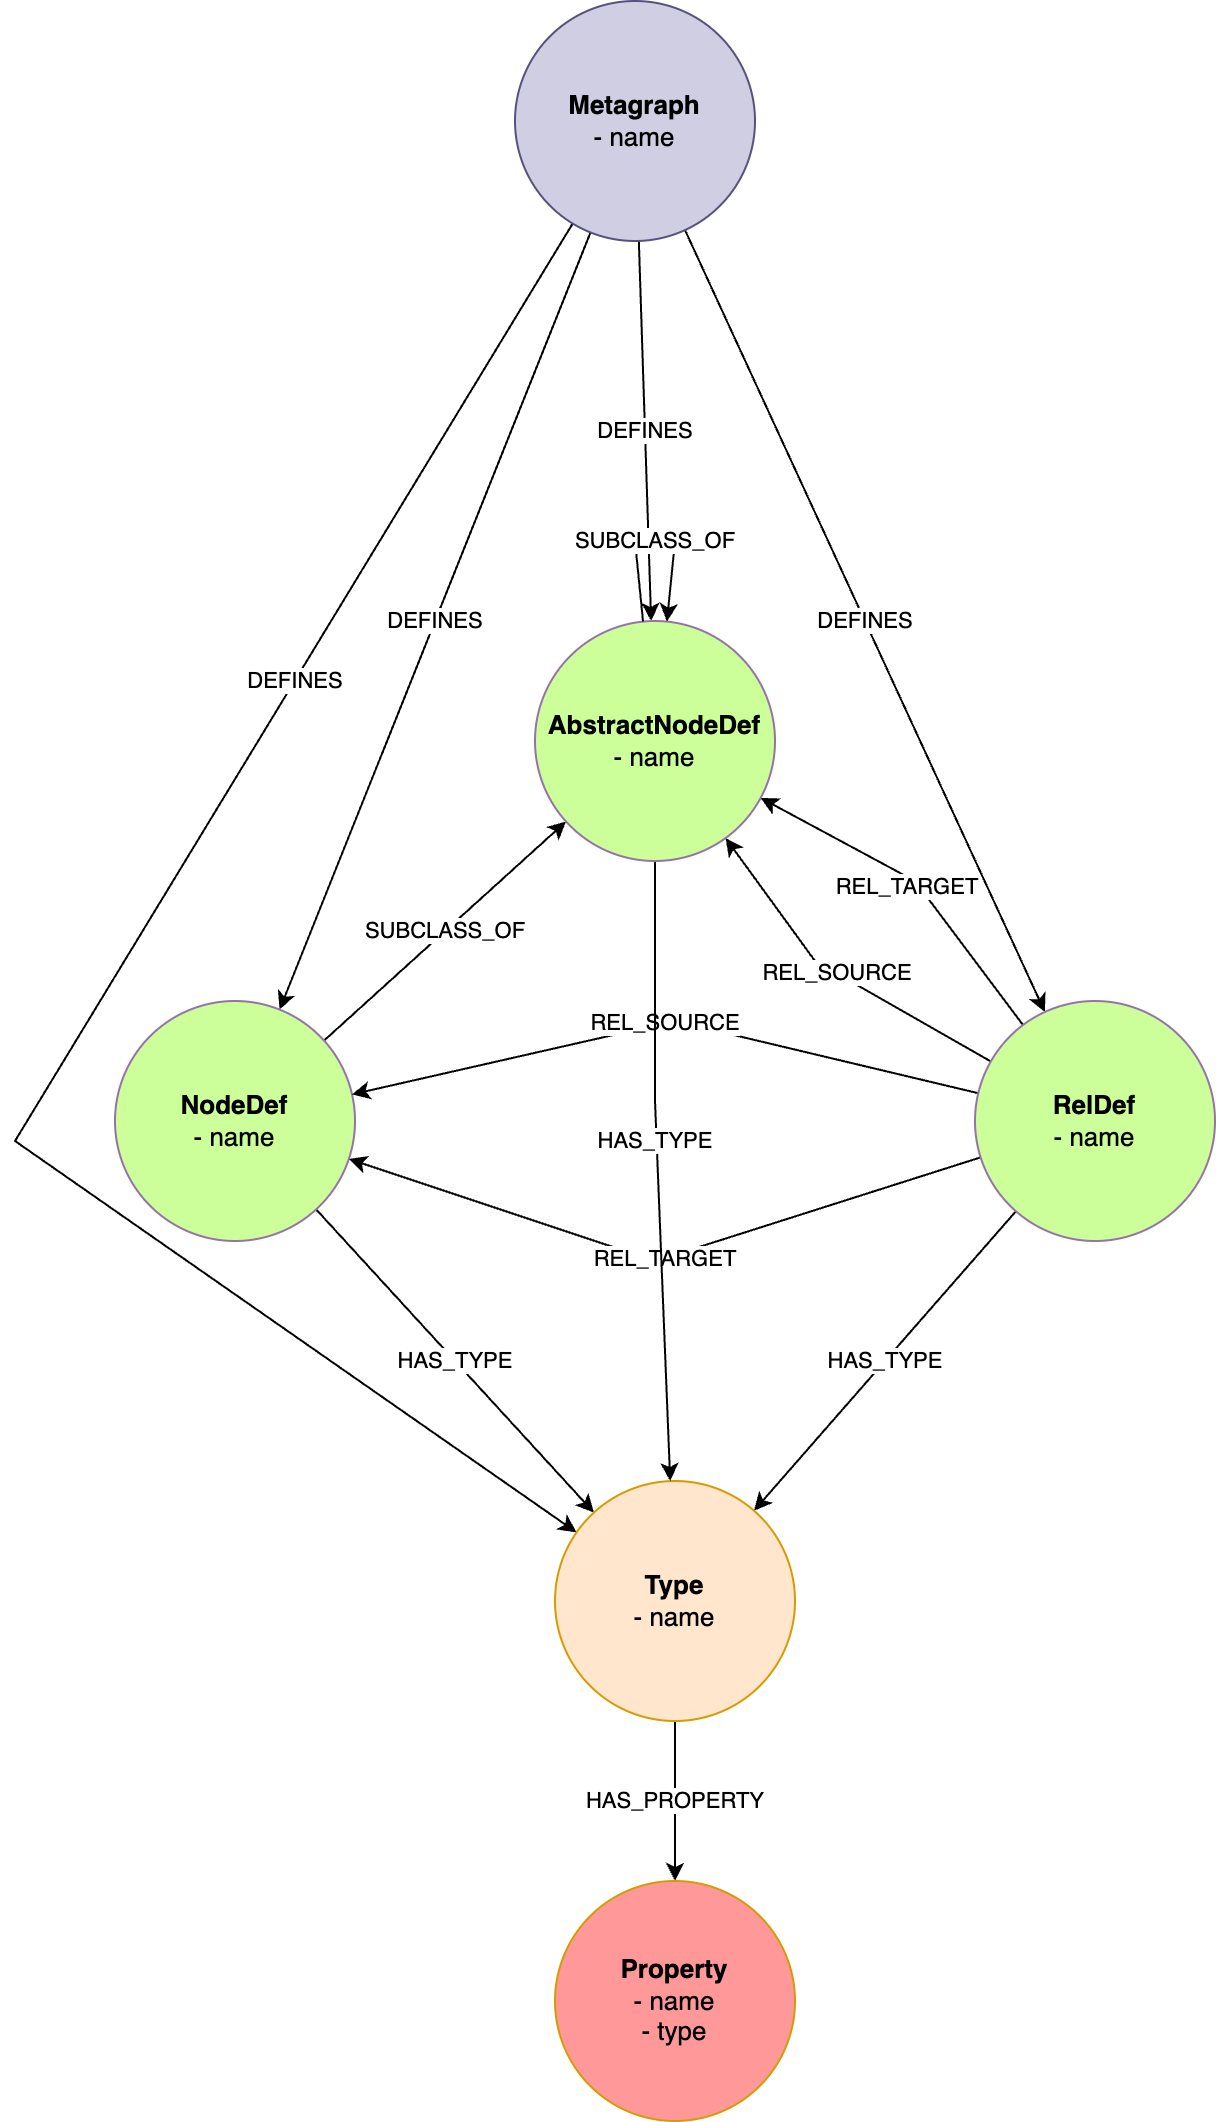 Metagraph
- name
DEFINES
SUBCLASS_OF
DEFINES
DEFINES
DEFINES
AbstractNodeDef
- name
REL_TARGET
SUBCLASS_OF
REL_SOURCE
REL_SOURCE
NodeDef
- name
RelDef
- name
HAS_TYPE
REL_TARGET
HAS_TYPE
HAS_TYPE
Type
- name
HAS_PROPERTY
Property
- name
- type